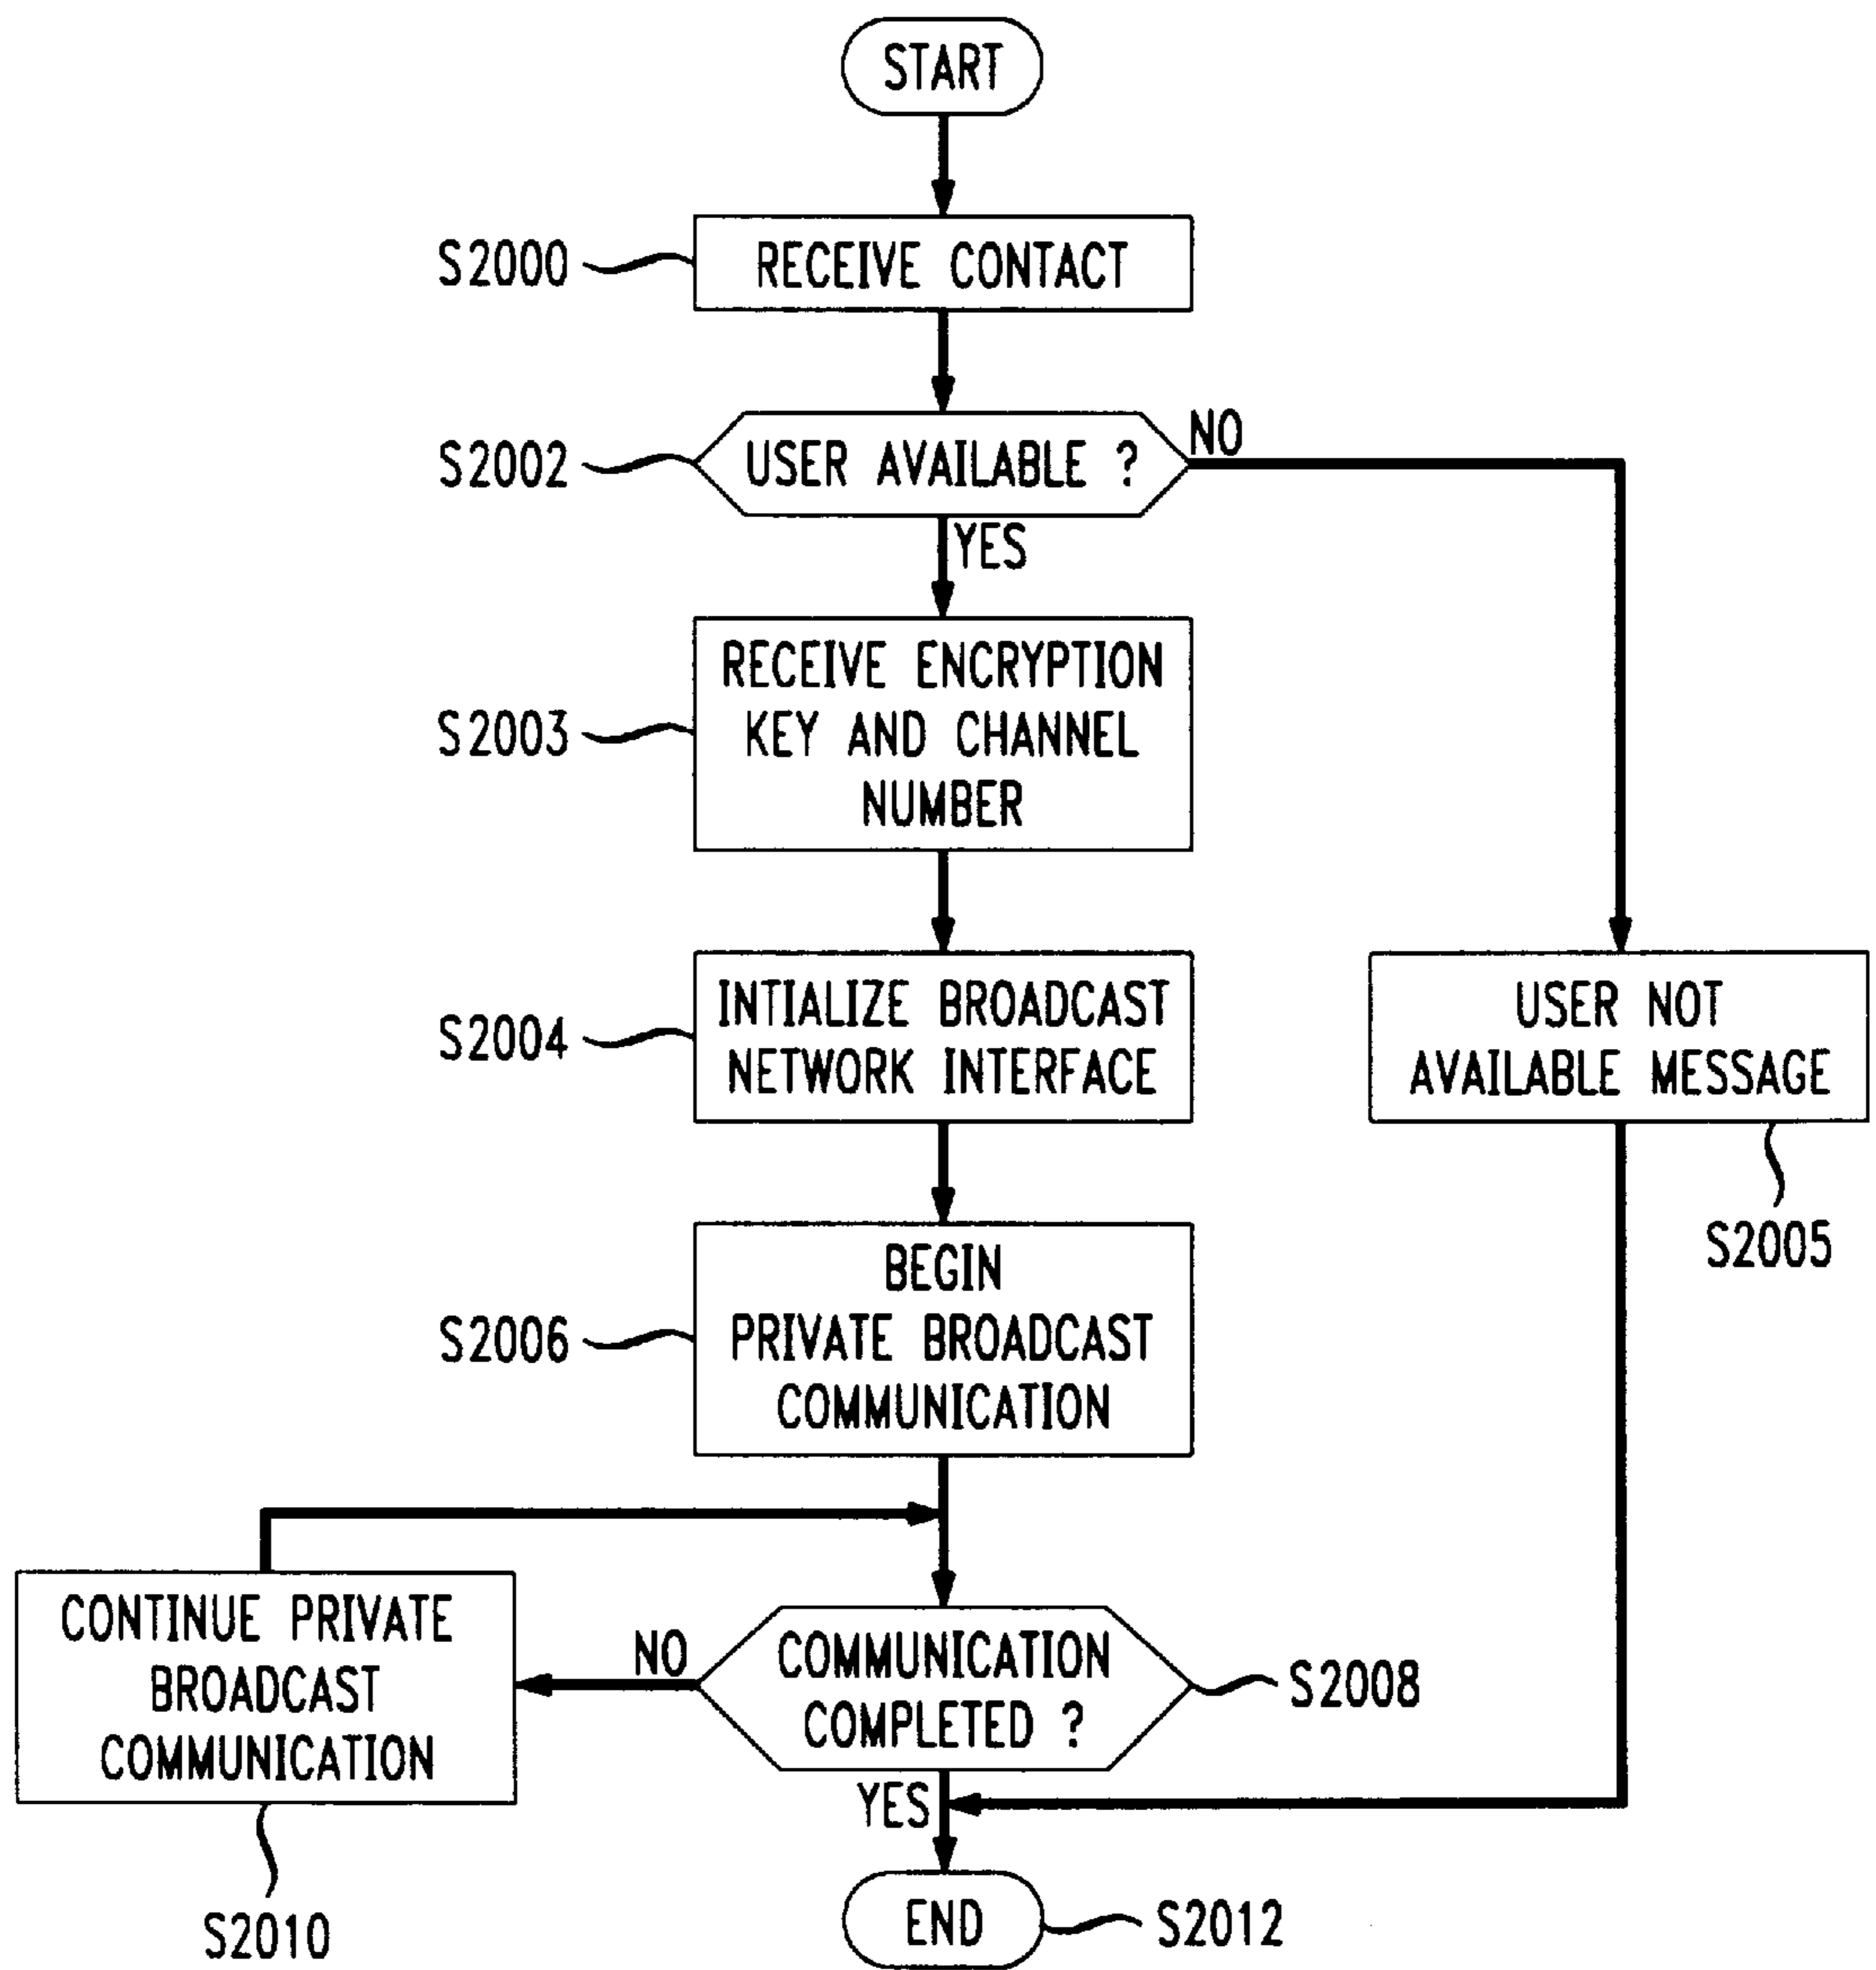 START
S2000
RECEIVE CONTACT
S2002
USER AVAILABLE ?
NO
YES
S2003
RECEIVE ENCRYPTION
KEY AND CHANNEL
NUMBER
S2004
INTIALIZE BROADCAST
NETWORK INTERFACE
USER NOT
AVAILABLE MESSAGE
S2005
S2006
BEGIN
PRIVATE BROADCAST
COMMUNICATION
CONTINUE PRIVATE
BROADCAST
COMMUNICATION
S2010
NO
COMMUNICATION
COMPLETED ?
S2008
YES
END
S2012